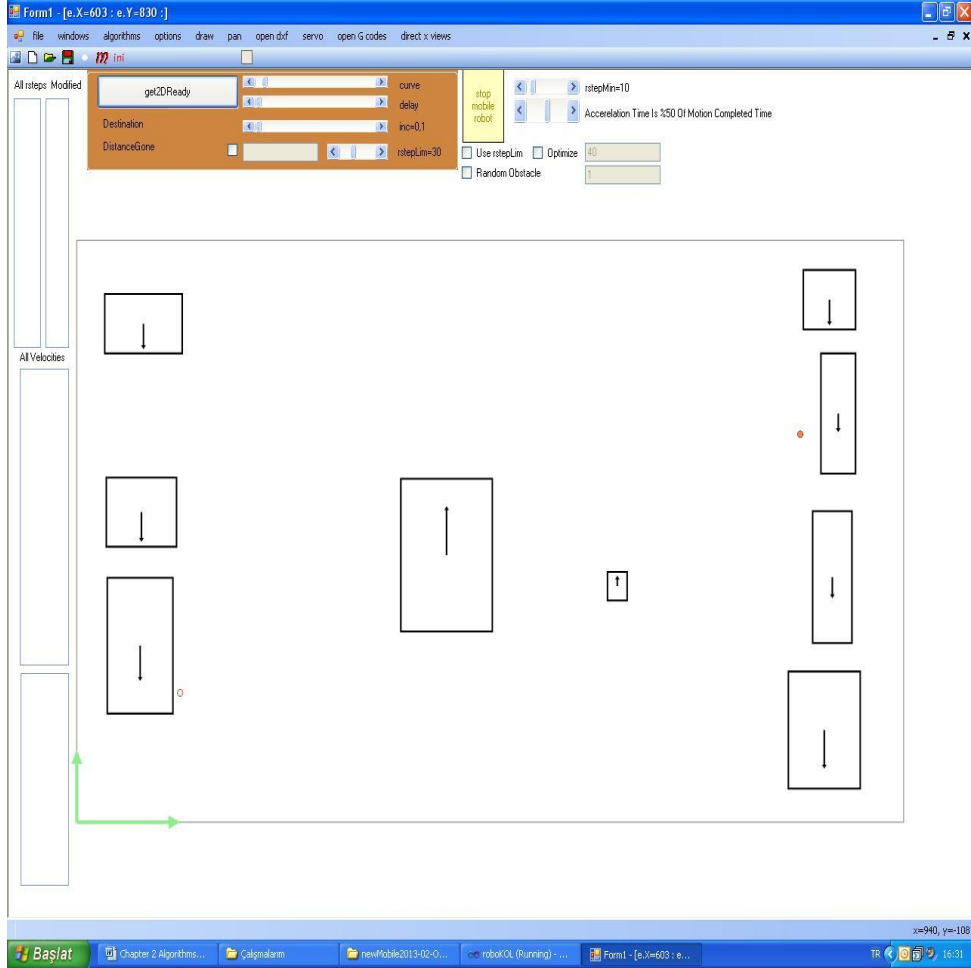 Form1 - [e.X=603 : e.Y=830 :]
file windows algorithms options draw pan open dxf servo open G codes direct x views
m ini
All rsteps Modified
get2DReady
curve
delay
Destination
inc=0,1
DistanceGone
rstepLim=30
stop
mobile
robot
rstepMin=10
Accerelation Time Is %50 Of Motion Completed Time
Use rstepLim Optimize 40
Random Obstacle 1
All Velocities
x=940, y=-108
Başlat Chapter 2 Algorithms... Çalışmalarım newMobile2013-02-O... roboKOL (Running) - ... Form1 - [e.X=603 : e... TR 16:31